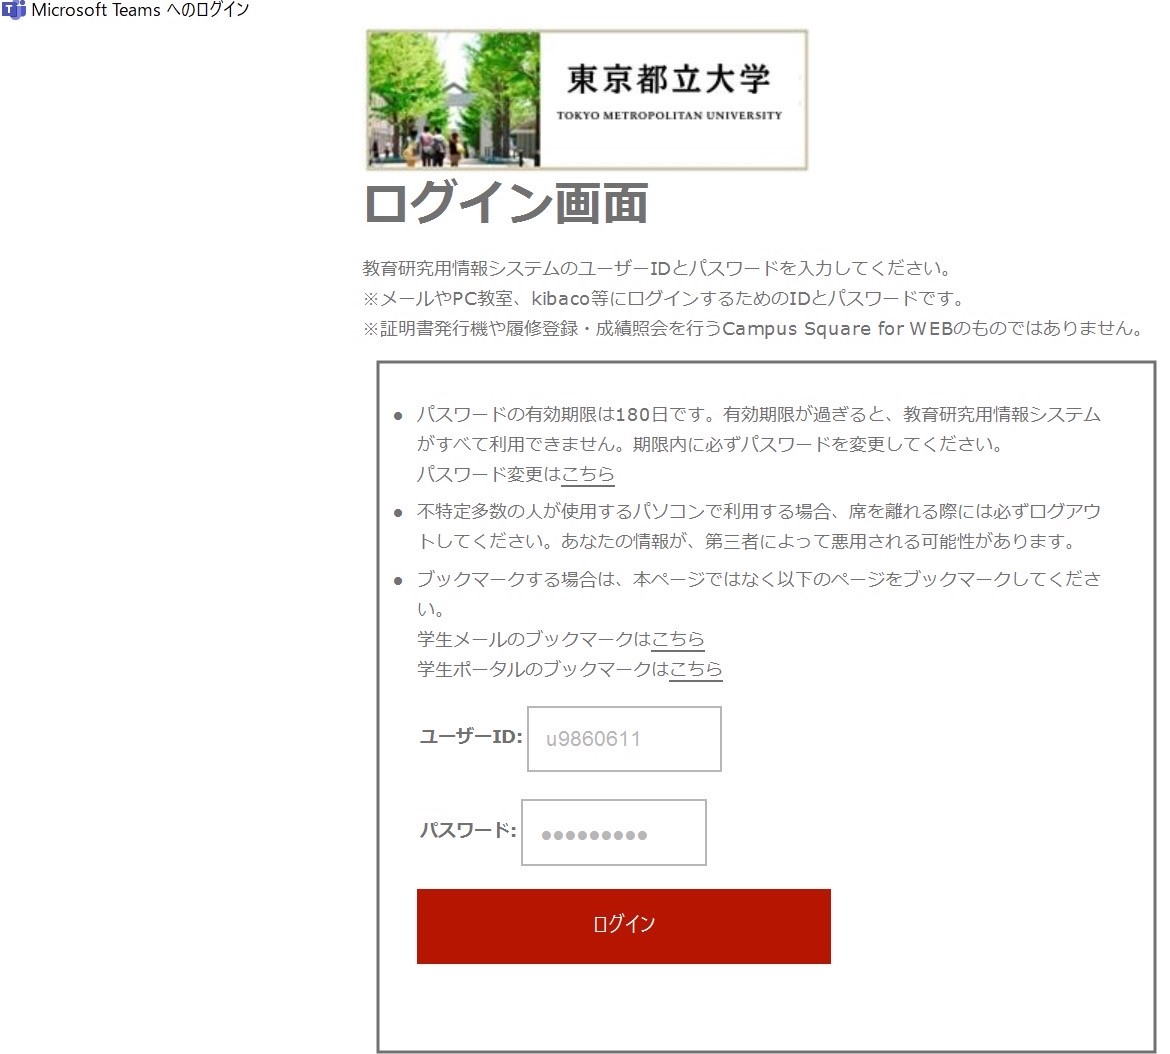 Microsoft Teams へのログイン
東京都立大学
TOKYO METROPOLITAN UNIVERSITY
ログイン画面
教育研究用情報システムのユーザーIDとパスワードを入力してください。
※メールやPC教室、kibaco等にログインするためのIDとパスワードです。
※証明書発行機や履修登録・成績照会を行うCampus Square for WEBのものではありません。
● パスワードの有効期限は180日です。有効期限が過ぎると、教育研究用情報システム
がすべて利用できません。期限内に必ずパスワードを変更してください。
パスワード変更はこちら
● 不特定多数の人が使用するパソコンで利用する場合、席を離れる際には必ずログアウ
トしてください。あなたの情報が、第三者によって悪用される可能性があります。
● ブックマークする場合は、本ページではなく以下のページをブックマークしてくださ
い。
学生メールのブックマークはこちら
学生ポータルのブックマークはこちら
ユーザーID: u9860611
パスワード: ●●●●●●●●●
ログイン